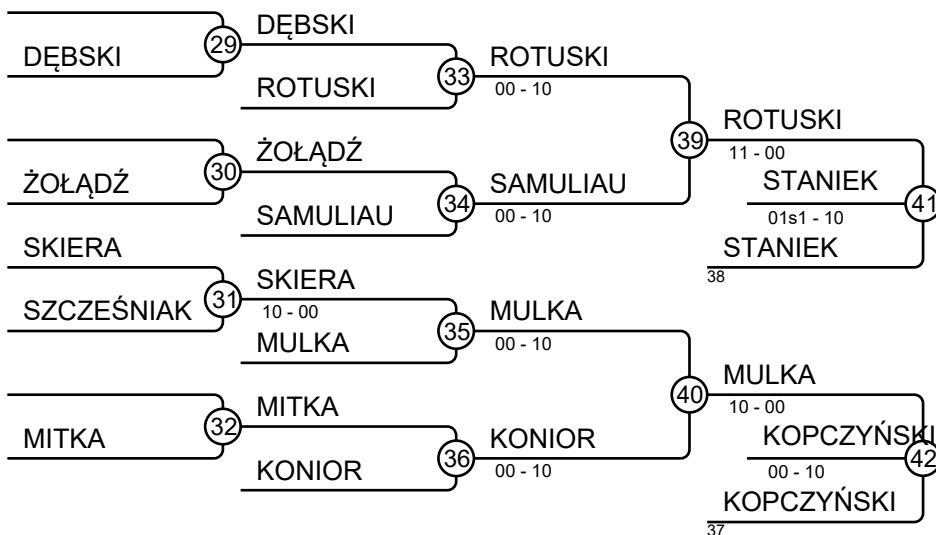 DĘBSKI
29
DĘBSKI
ROTUSKI
33
ROTUSKI
00 - 10
ŻOŁĄDŹ
30
ŻOŁĄDŹ
SAMULIAU
34
SAMULIAU
00 - 10
39
ROTUSKI
11 - 00
STANIEK
01s1 - 10
41
STANIEK
38
SKIERA
SZCZEŚNIAK
31
SKIERA
10 - 00
MULKA
35
MULKA
00 - 10
MITKA
32
MITKA
KONIOR
36
KONIOR
00 - 10
40
MULKA
10 - 00
KOPCZYŃSKI
00 - 10
42
KOPCZYŃSKI
37